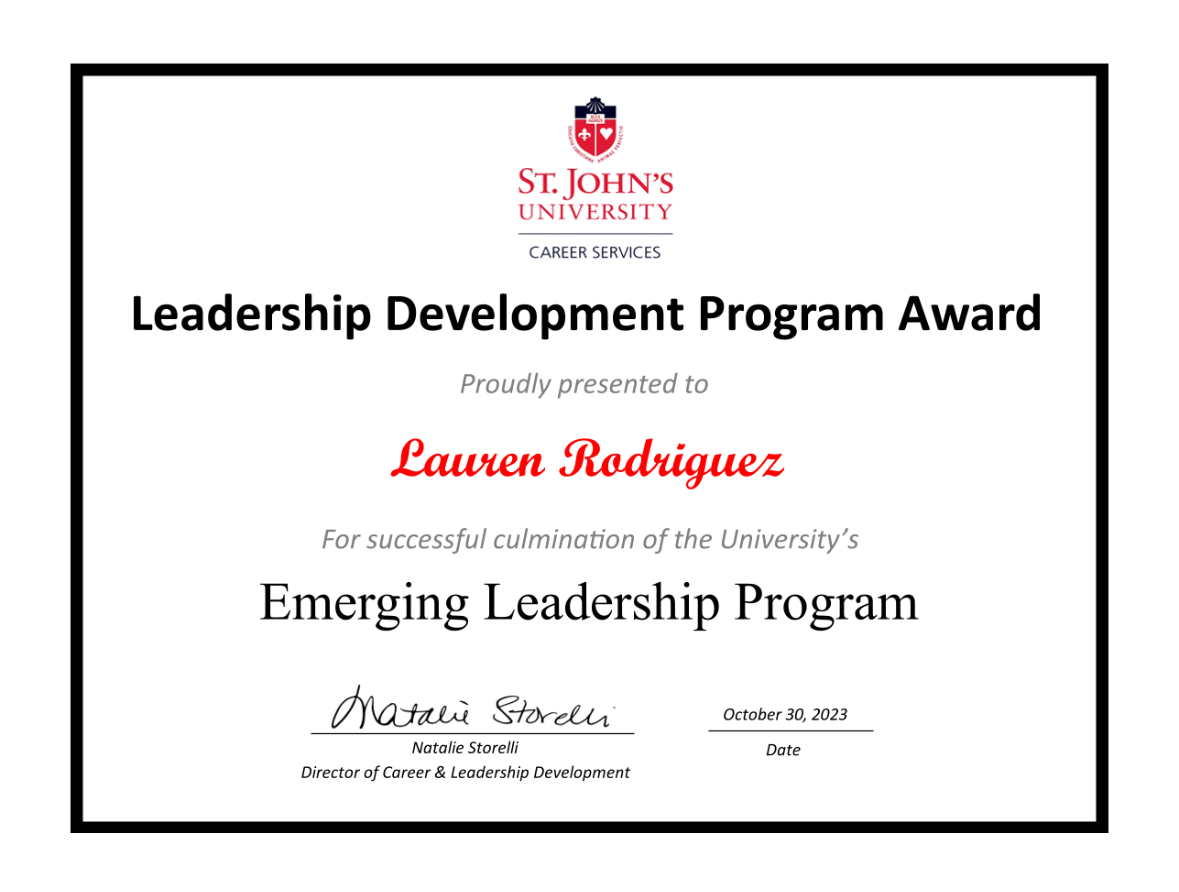 ST. JOHN'S
UNIVERSITY
CAREER SERVICES
Leadership Development Program Award
Proudly presented to
Lauren Rodriguez
For successful culmination of the University's
Emerging Leadership Program
Natalie Storelli
October 30, 2023
Natalie Storelli
Date
Director of Career & Leadership Development